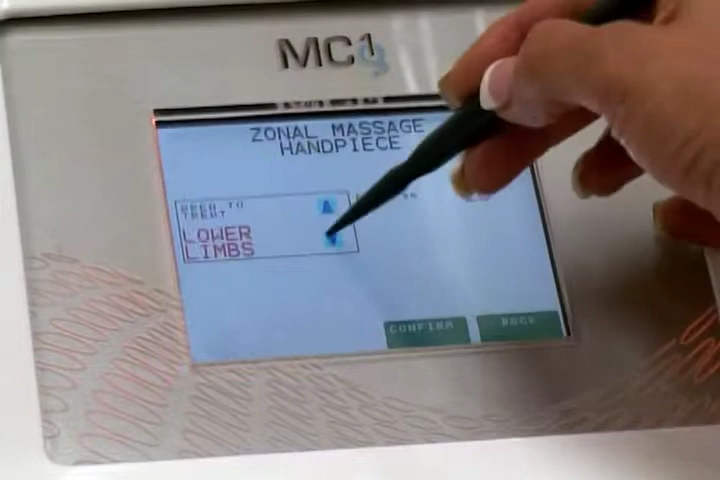 MC1
ZONAL MASSAGE
HANDPIECE
AREA TO
TREAT
LOWER
LIMBS
CONFIRM
BACK